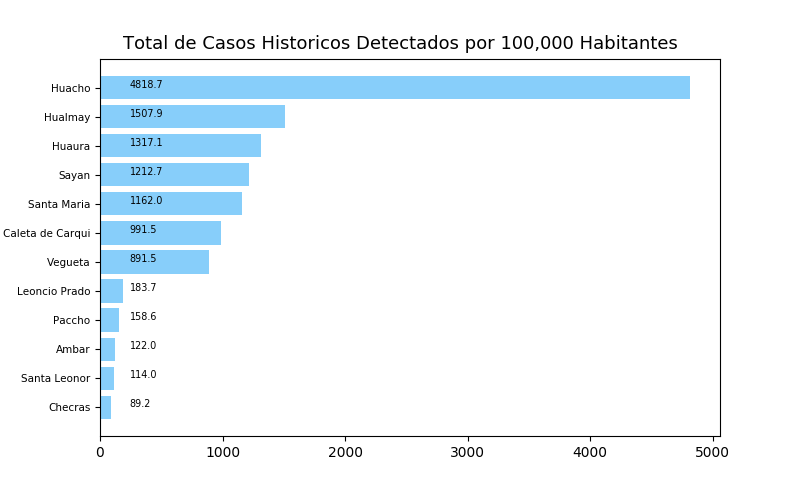 Total de Casos Historicos Detectados por 100,000 Habitantes
Huacho 4818.7
Hualmay 1507.9
Huaura 1317.1
Sayan 1212.7
Santa Maria 1162.0
Caleta de Carqui 991.5
Vegueta 891.5
Leoncio Prado 183.7
Paccho 158.6
Ambar 122.0
Santa Leonor 114.0
Checras 89.2
0 1000 2000 3000 4000 5000